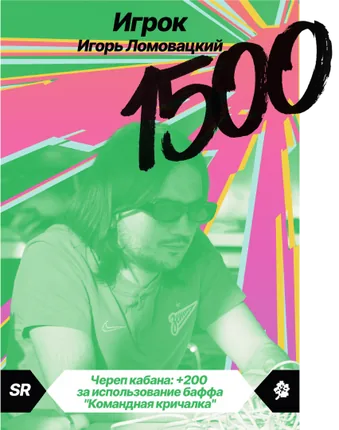 Игрок
Игорь Ломовацкий
1500
SR
Череп кабана: +200
за использование баффа
"Командная кричалка"